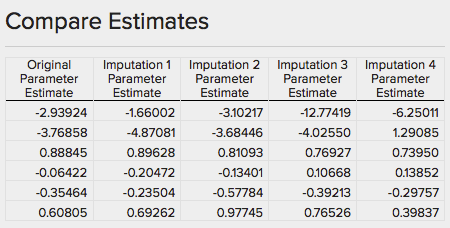 Compare Estimates
Original Imputation 1 Imputation 2 Imputation 3 Imputation 4
Parameter Parameter Parameter Parameter Parameter
Estimate Estimate Estimate Estimate Estimate
-2.93924 -1.66002 -3.10217 -12.77419 -6.25011
-3.76858 -4.87081 -3.68446 -4.02550 1.29085
0.88845 0.89628 0.81093 0.76927 0.73950
-0.06422 -0.20472 -0.13401 0.10668 0.13852
-0.35464 -0.23504 -0.57784 -0.39213 -0.29757
0.60805 0.69262 0.97745 0.76526 0.39837